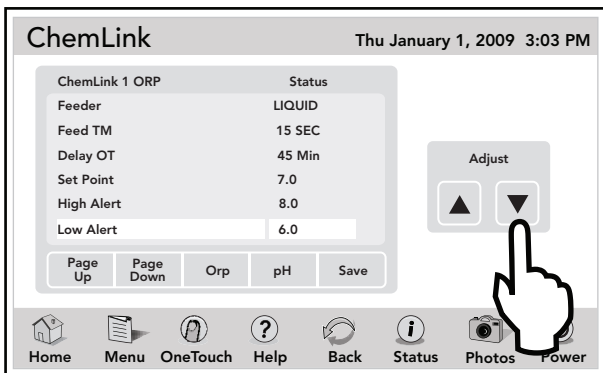 ChemLink Thu January 1, 2009 3:03 PM
ChemLink 1 ORP Status
Feeder LIQUID
Feed TM 15 SEC
Delay OT 45 Min
Set Point 7.0
High Alert 8.0
Low Alert 6.0
Adjust
Page Up Page Down Orp pH Save
Home Menu OneTouch Help Back Status Photos Power